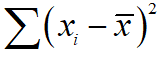 ∑(xᵢ − x̄)²